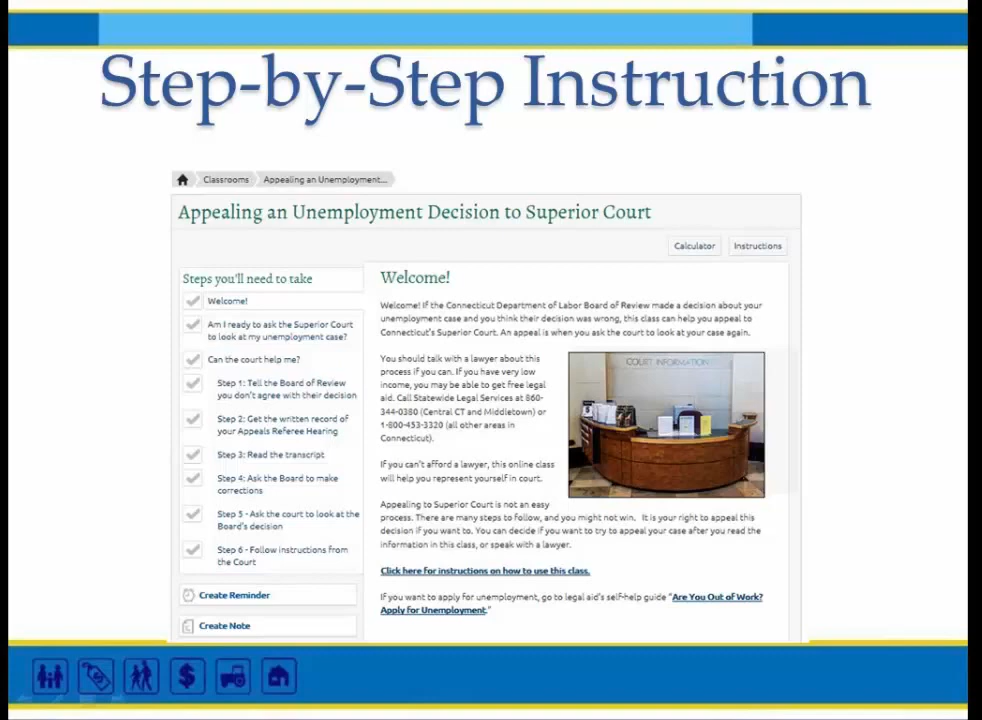 Step-by-Step Instruction
Classrooms
Appealing an Unemployment...
Appealing an Unemployment Decision to Superior Court
Calculator
Instructions
Steps you'll need to take
Welcome!
Am I ready to ask the Superior Court
to look at my unemployment case?
Can the court help me?
Step 1: Tell the Board of Review
you don't agree with their decision
Step 2: Get the written record of
your Appeals Referee Hearing
Step 3: Read the transcript
Step 4: Ask the Board to make
corrections
Step 5 - Ask the court to look at the
Board's decision
Step 6 - Follow instructions from
the Court
Create Reminder
Create Note
Welcome!
Welcome! If the Connecticut Department of Labor Board of Review made a decision about your
unemployment case and you think their decision was wrong, this class can help you appeal to
Connecticut's Superior Court. An appeal is when you ask the court to look at your case again.
You should talk with a lawyer about this
process if you can. If you have very low
income, you may be able to get free legal
aid. Call Statewide Legal Services at 860-
344-0380 (Central CT and Middletown) or
1-800-453-3320 (all other areas in
Connecticut).
COURT INFORMATION
If you can't afford a lawyer, this online class
will help you represent yourself in court.
Appealing to Superior Court is not an easy
process. There are many steps to follow, and you might not win. It is your right to appeal this
decision if you want to. You can decide if you want to try to appeal your case after you read the
information in this class, or speak with a lawyer.
Click here for instructions on how to use this class.
If you want to apply for unemployment, go to legal aid's self-help guide "Are You Out of Work?
Apply for Unemployment."
$